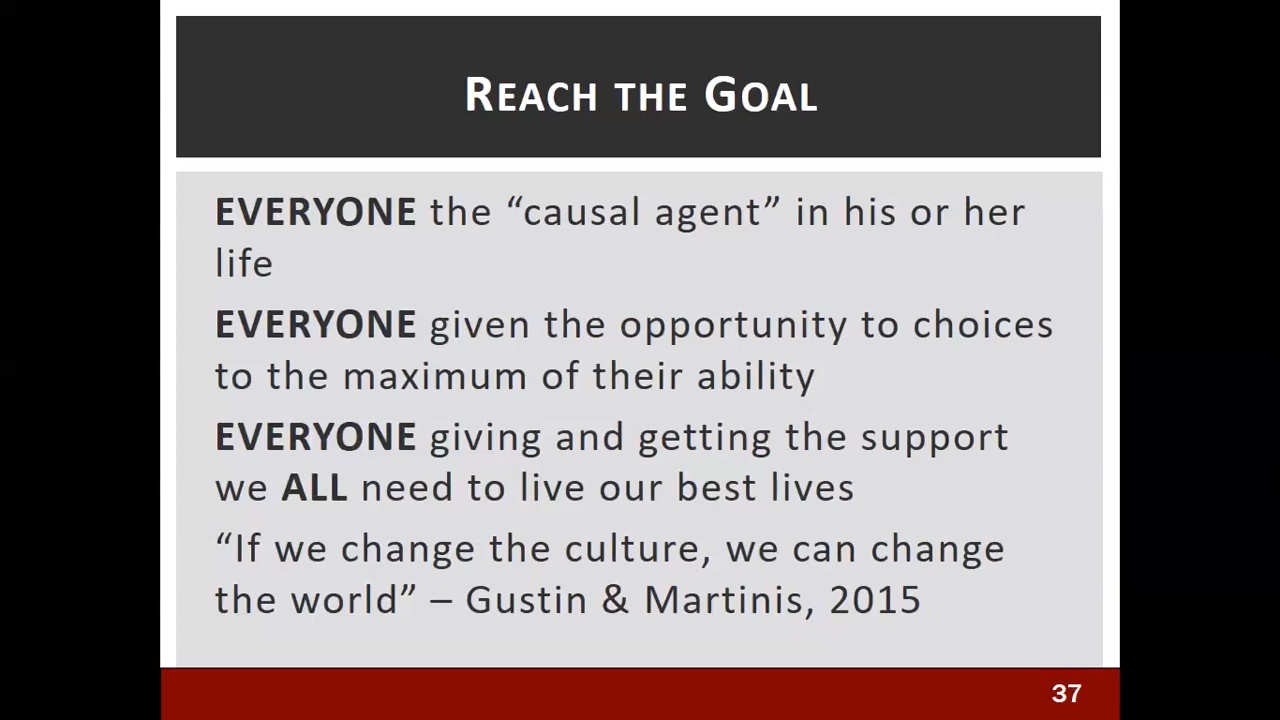 REACH THE GOAL
EVERYONE the “causal agent” in his or her
life
EVERYONE given the opportunity to choices
to the maximum of their ability
EVERYONE giving and getting the support
we ALL need to live our best lives
“If we change the culture, we can change
the world” – Gustin & Martinis, 2015
37